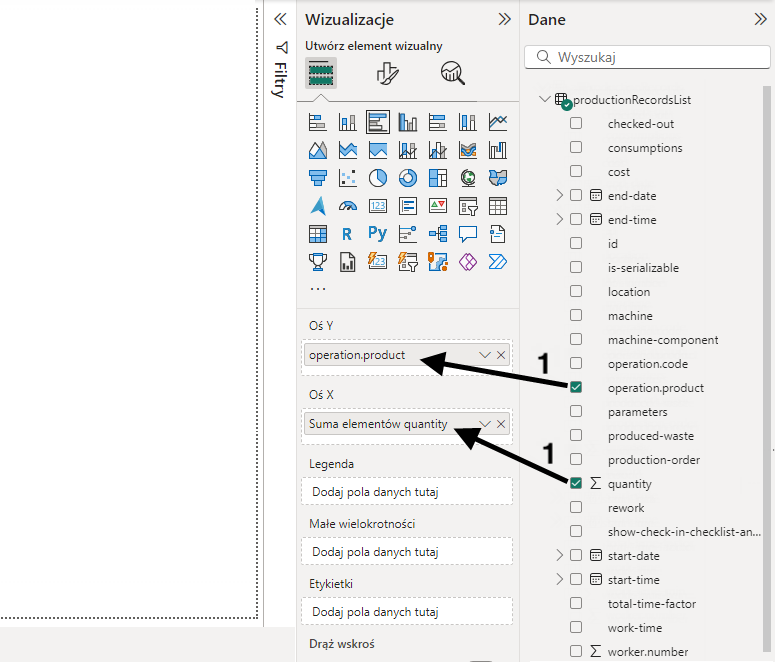 Filtry
Wizualizacje
Utwórz element wizualny
123
R
Py
123
...
Oś Y
operation.product
Oś X
Suma elementów quantity
Legenda
Dodaj pola danych tutaj
Małe wielokrotności
Dodaj pola danych tutaj
Etykietki
Dodaj pola danych tutaj
Drąż wskroś
1
1
Dane
Wyszukaj
productionRecordsList
checked-out
consumptions
cost
end-date
end-time
id
is-serializable
location
machine
machine-component
operation.code
operation.product
parameters
produced-waste
production-order
quantity
rework
show-check-in-checklist-an...
start-date
start-time
total-time-factor
work-time
worker.number